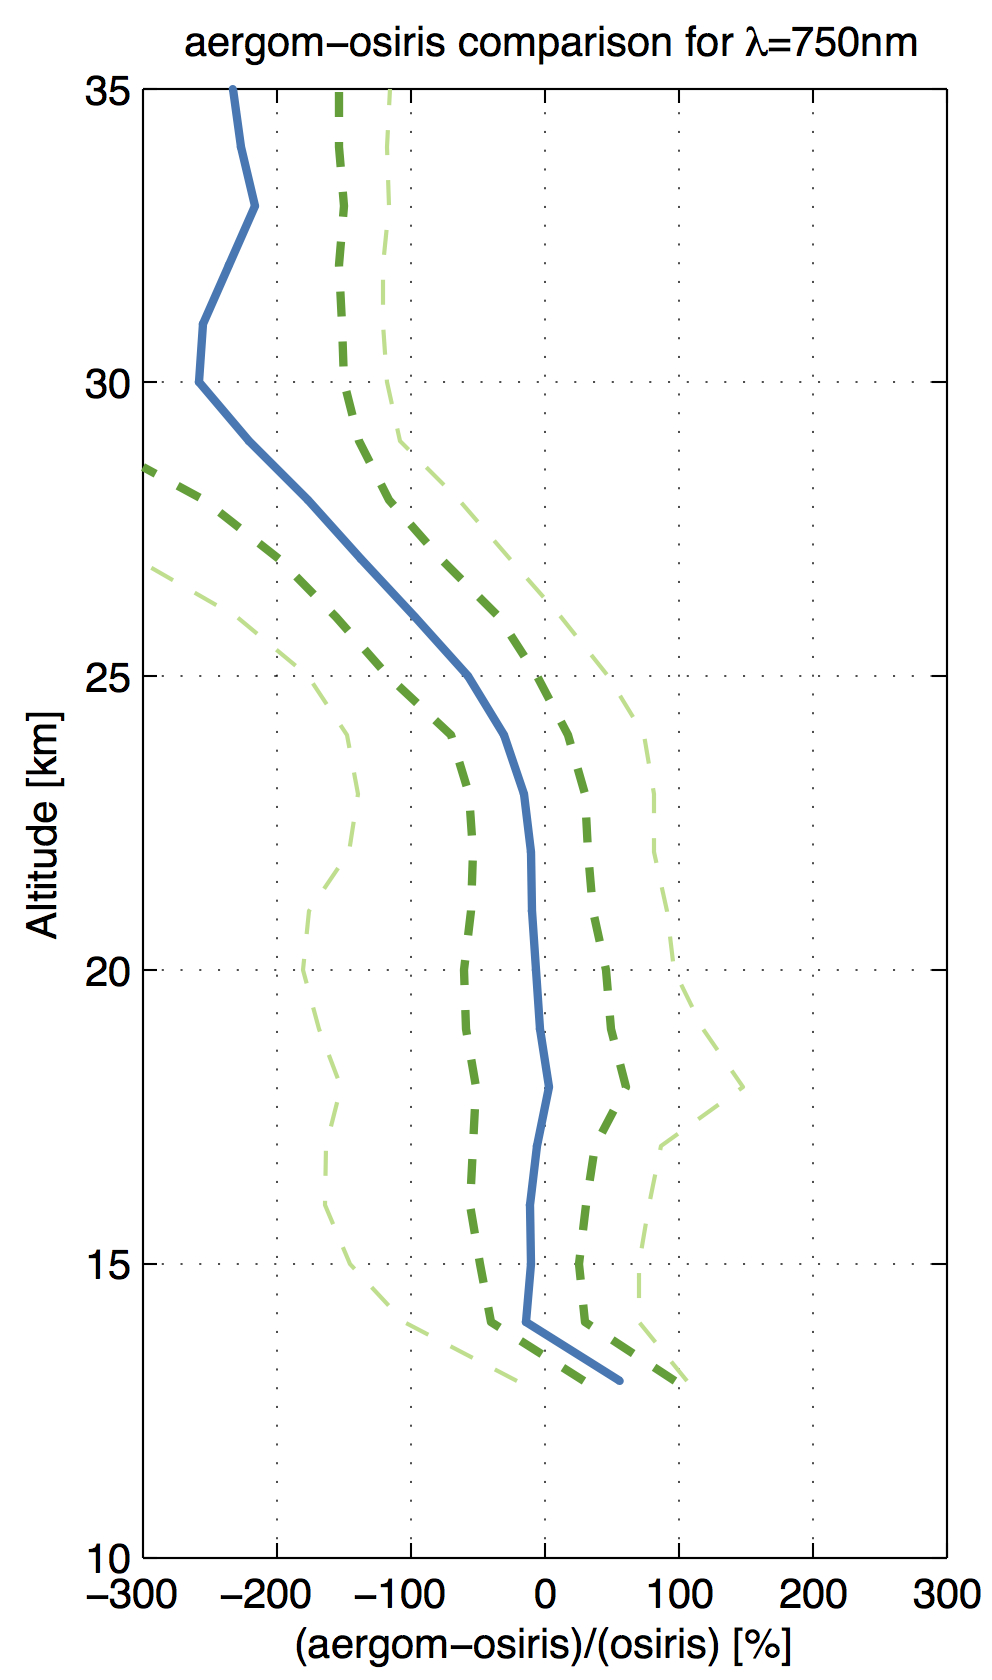 aergom−osiris comparison for λ=750nm
35
30
25
20
15
10
Altitude [km]
−300 −200 −100 0 100 200 300
(aergom−osiris)/(osiris) [%]